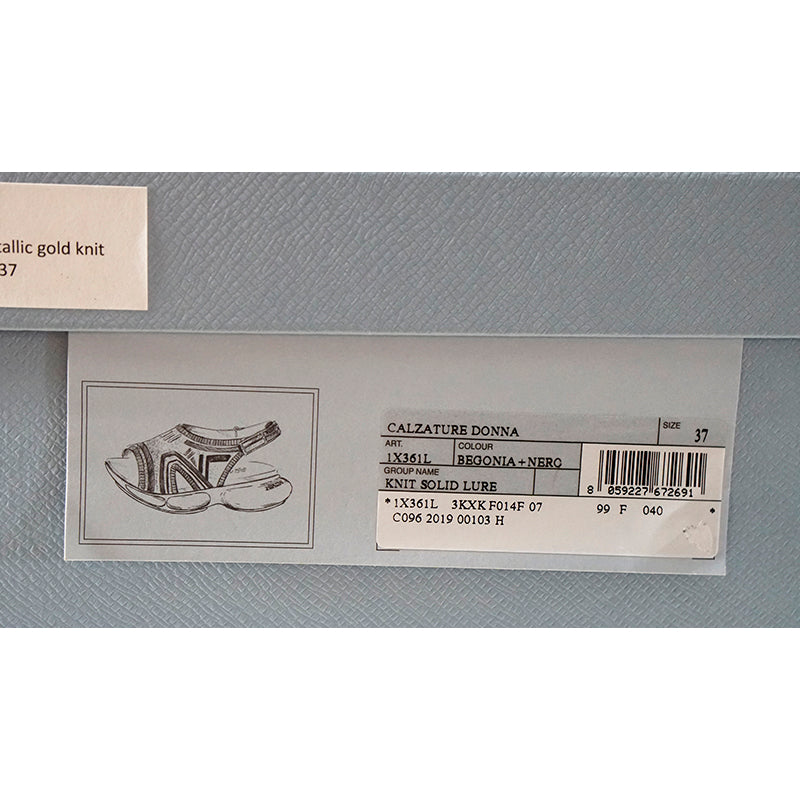 tallic gold knit
37
CALZATURE DONNA
SIZE
37
ART.
COLOUR
1X361L
BEGONIA+NERO
GROUP NAME
KNIT SOLID LURE
8 059227 672691
*1X361L 3KXK F014F 07 99 F 040 *
C096 2019 00103 H